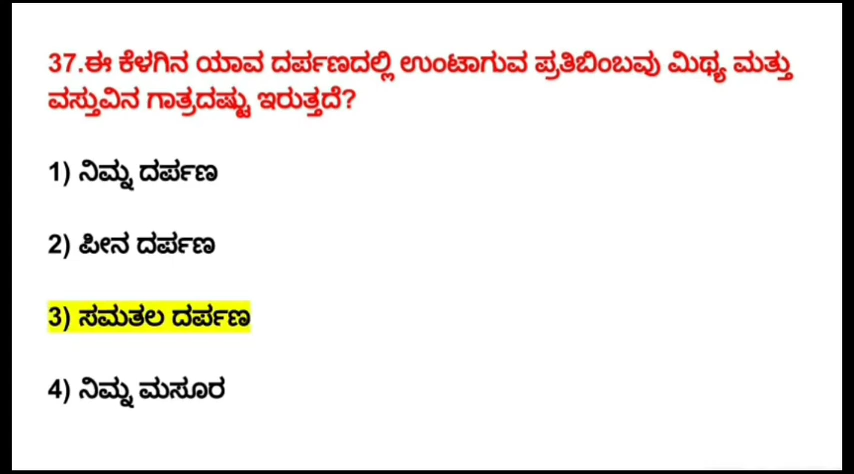 37.ಈ ಕೆಳಗಿನ ಯಾವ ದರ್ಪಣದಲ್ಲಿ ಉಂಟಾಗುವ ಪ್ರತಿಬಿಂಬವು ಮಿಥ್ಯ ಮತ್ತು
ವಸ್ತುವಿನ ಗಾತ್ರದಷ್ಟು ಇರುತ್ತದೆ?
1) ನಿಮ್ನ ದರ್ಪಣ
2) ಪೀನ ದರ್ಪಣ
3) ಸಮತಲ ದರ್ಪಣ
4) ನಿಮ್ನ ಮಸೂರ